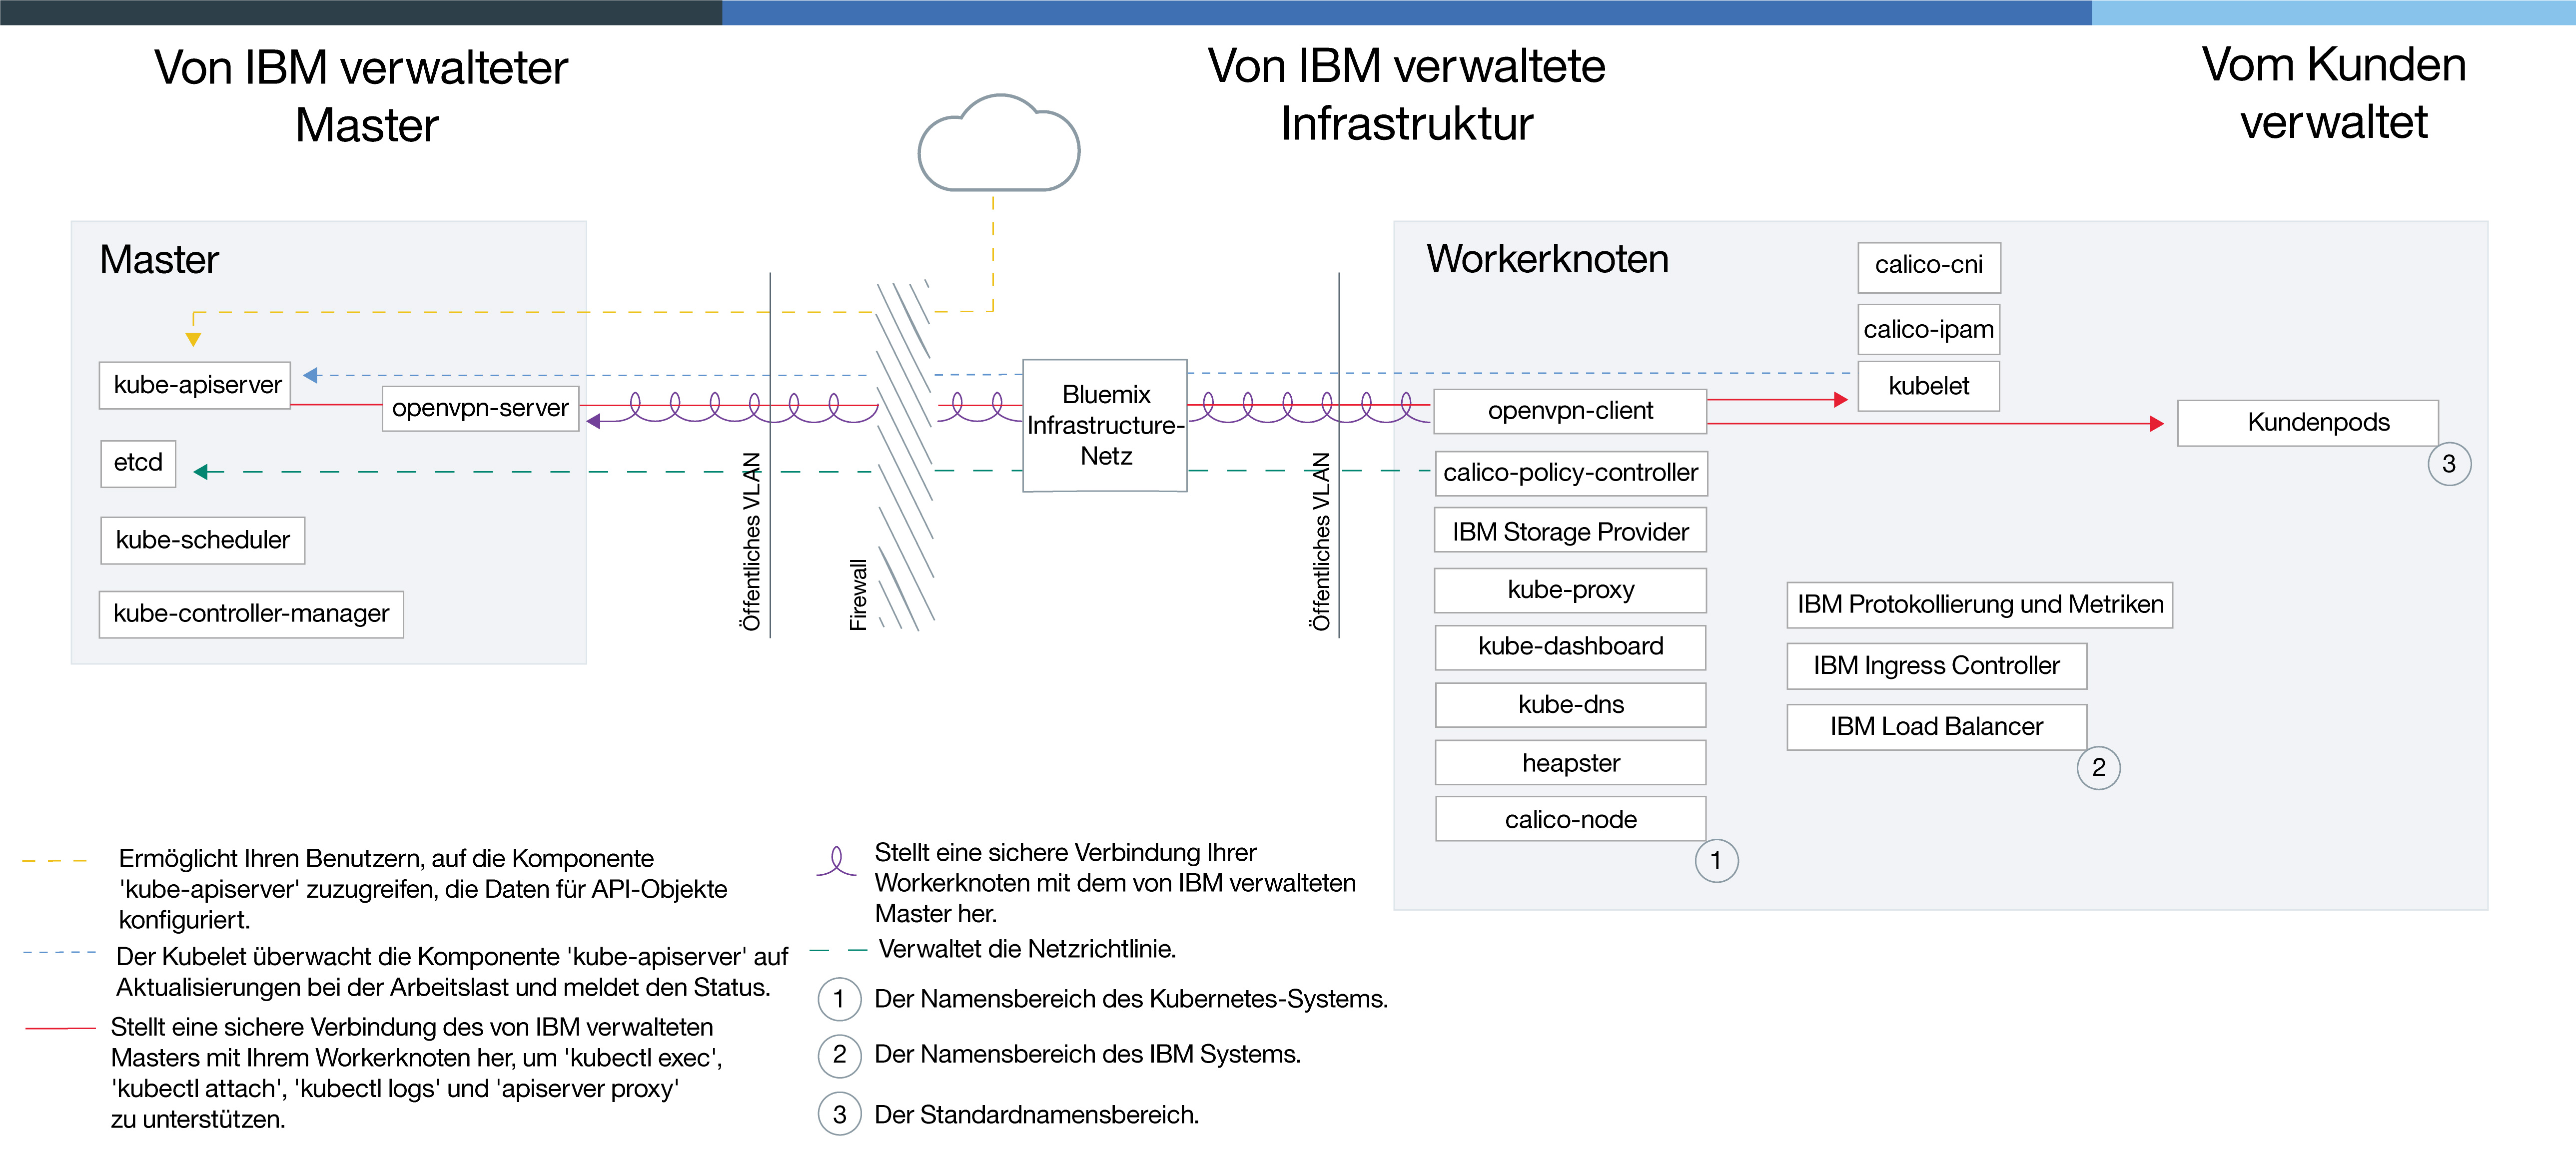 Von IBM verwalteter
Master
Von IBM verwaltete
Infrastruktur
Vom Kunden
verwaltet
Master
kube-apiserver
openvpn-server
etcd
kube-scheduler
kube-controller-manager
Öffentliches VLAN
Firewall
Bluemix
Infrastructure-
Netz
Öffentliches VLAN
Workerknoten
calico-cni
calico-ipam
kubelet
openvpn-client
Kundenpods
3
calico-policy-controller
IBM Storage Provider
kube-proxy
kube-dashboard
kube-dns
heapster
calico-node
1
IBM Protokollierung und Metriken
IBM Ingress Controller
IBM Load Balancer
2
Ermöglicht Ihren Benutzern, auf die Komponente
'kube-apiserver' zuzugreifen, die Daten für API-Objekte
konfiguriert.
Der Kubelet überwacht die Komponente 'kube-apiserver' auf
Aktualisierungen bei der Arbeitslast und meldet den Status.
Stellt eine sichere Verbindung des von IBM verwalteten
Masters mit Ihrem Workerknoten her, um 'kubectl exec',
'kubectl attach', 'kubectl logs' und 'apiserver proxy'
zu unterstützen.
Stellt eine sichere Verbindung Ihrer
Workerknoten mit dem von IBM verwalteten
Master her.
Verwaltet die Netzrichtlinie.
1 Der Namensbereich des Kubernetes-Systems.
2 Der Namensbereich des IBM Systems.
3 Der Standardnamensbereich.